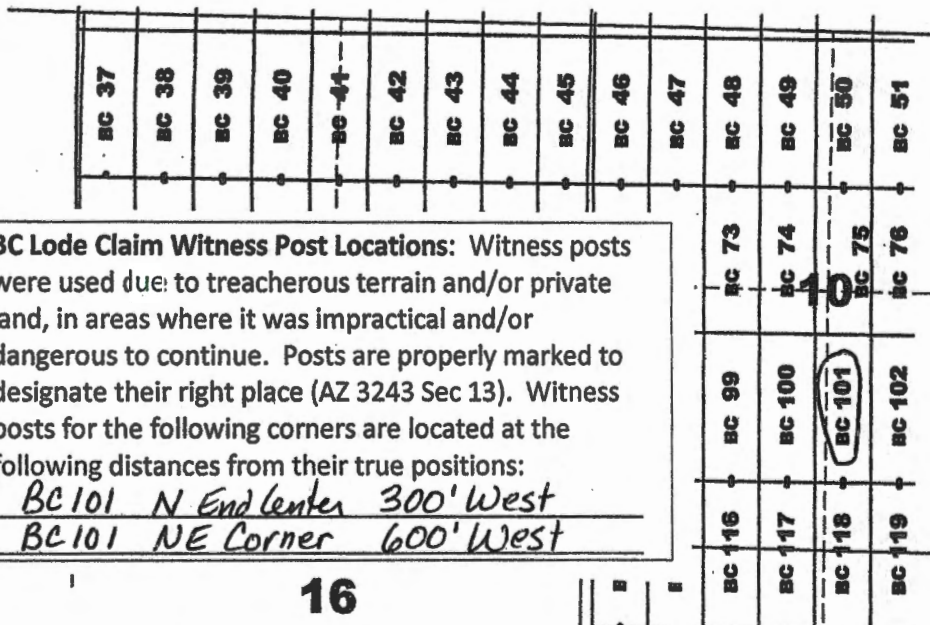 BC 37
BC 38
BC 39
BC 40
BC 41
BC 42
BC 43
BC 44
BC 45
BC 46
BC 47
BC 48
BC 49
BC 50
BC 51
BC 73
BC 74
BC 75
BC 76
10
BC Lode Claim Witness Post Locations: Witness posts
were used due to treacherous terrain and/or private
land, in areas where it was impractical and/or
dangerous to continue. Posts are properly marked to
designate their right place (AZ 3243 Sec 13). Witness
posts for the following corners are located at the
following distances from their true positions:
BC 101 N End Center 300' West
BC 101 NE Corner 600' West
BC 99
BC 100
BC 101
BC 102
BC 116
BC 117
BC 118
BC 119
16